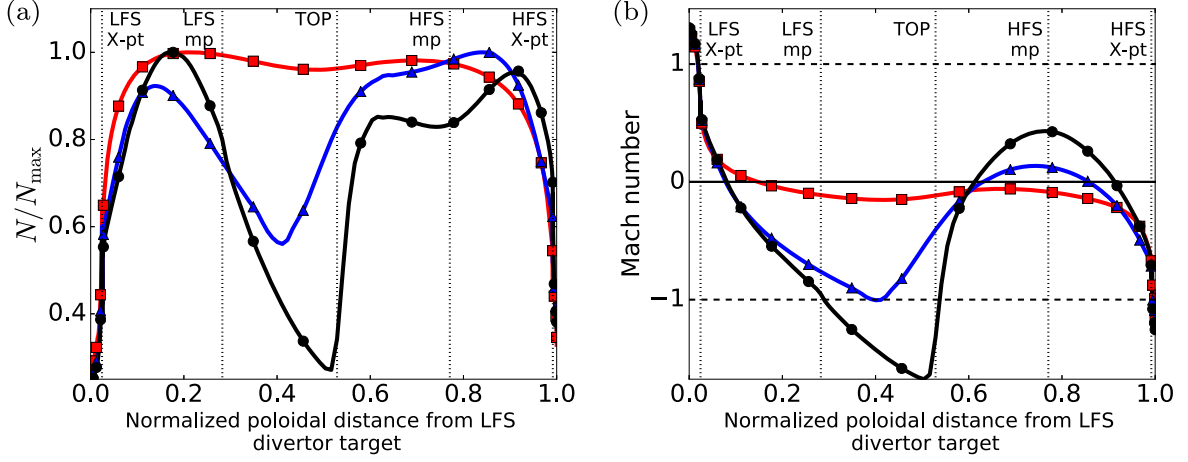 (a)
LFS
X-pt
LFS
mp
TOP
HFS
mp
HFS
X-pt
1.0
0.8
0.6
0.4
N/Nmax
0.0
0.2
0.4
0.6
0.8
1.0
Normalized poloidal distance from LFS
divertor target
(b)
LFS
X-pt
LFS
mp
TOP
HFS
mp
HFS
X-pt
1
0
−1
Mach number
0.0
0.2
0.4
0.6
0.8
1.0
Normalized poloidal distance from LFS
divertor target